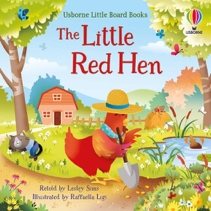 Usborne Little Board Books
USBORNE
The Little
Red Hen
Retold by Lesley Sims
Illustrated by Raffaella Ligi